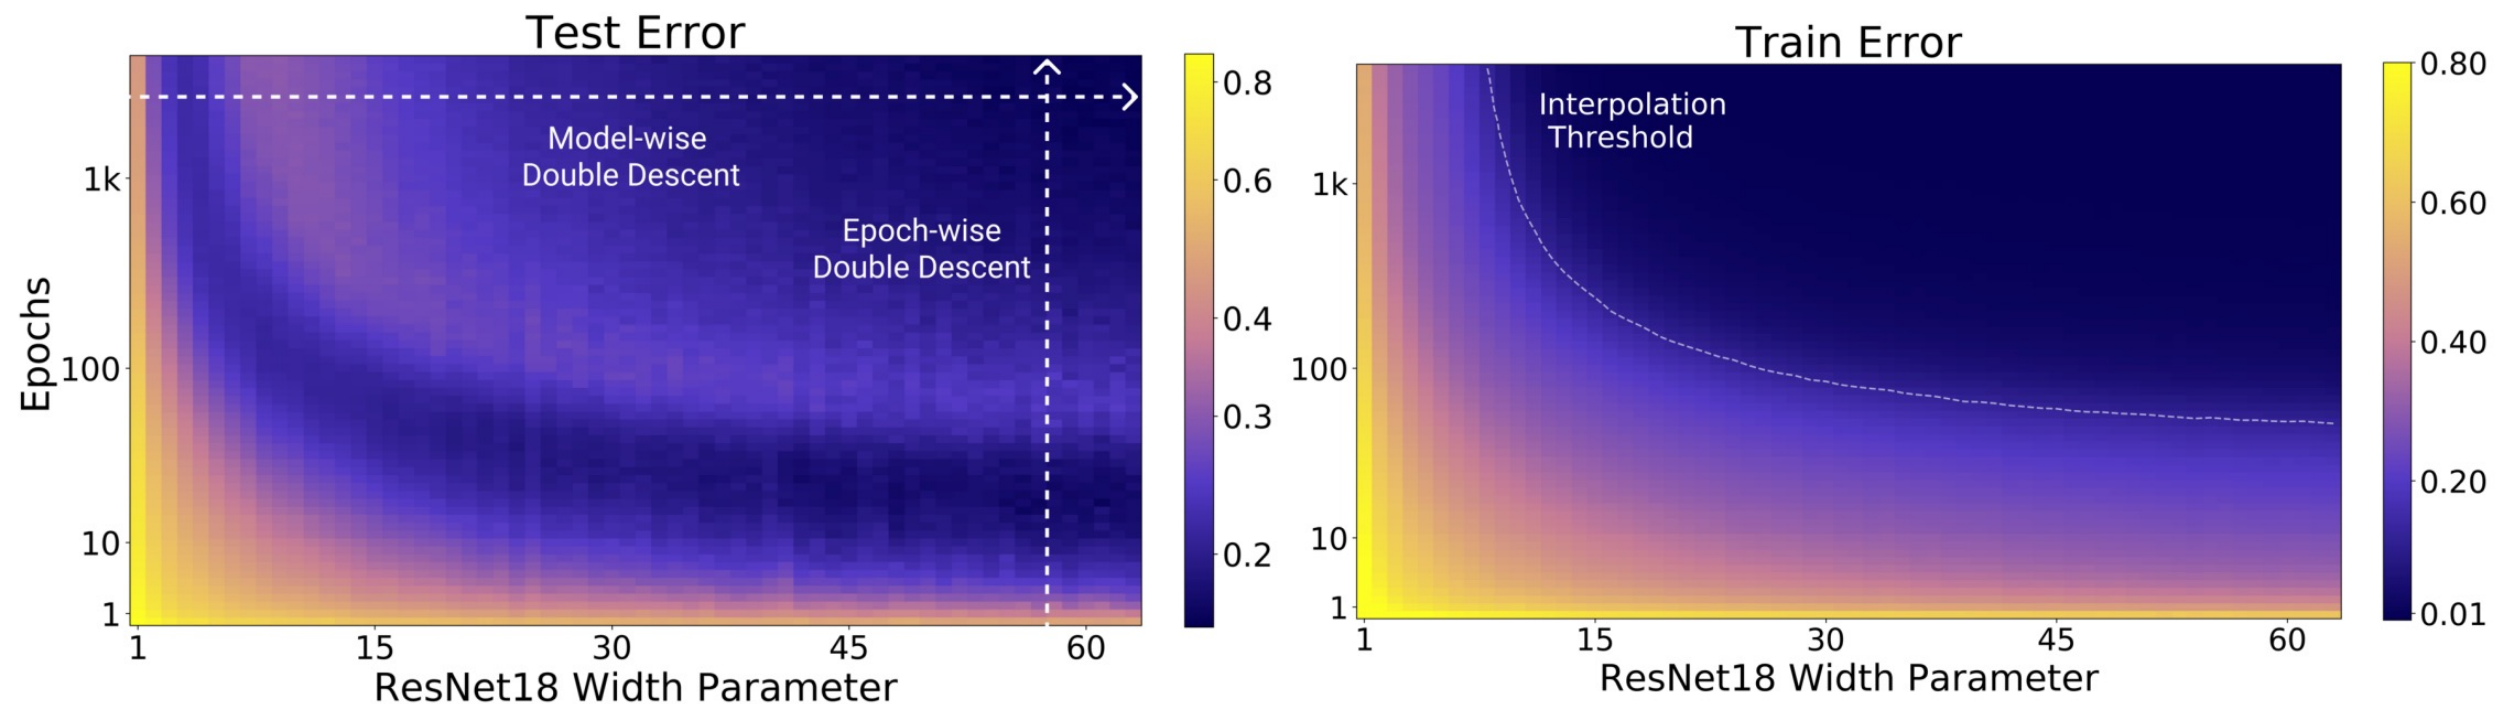 Test Error
Model-wise
Double Descent
Epoch-wise
Double Descent
Epochs
1k
100
10
1
1 15 30 45 60
ResNet18 Width Parameter
0.8
0.6
0.4
0.3
0.2
Train Error
Interpolation
Threshold
1k
100
10
1
1 15 30 45 60
ResNet18 Width Parameter
0.80
0.60
0.40
0.20
0.01